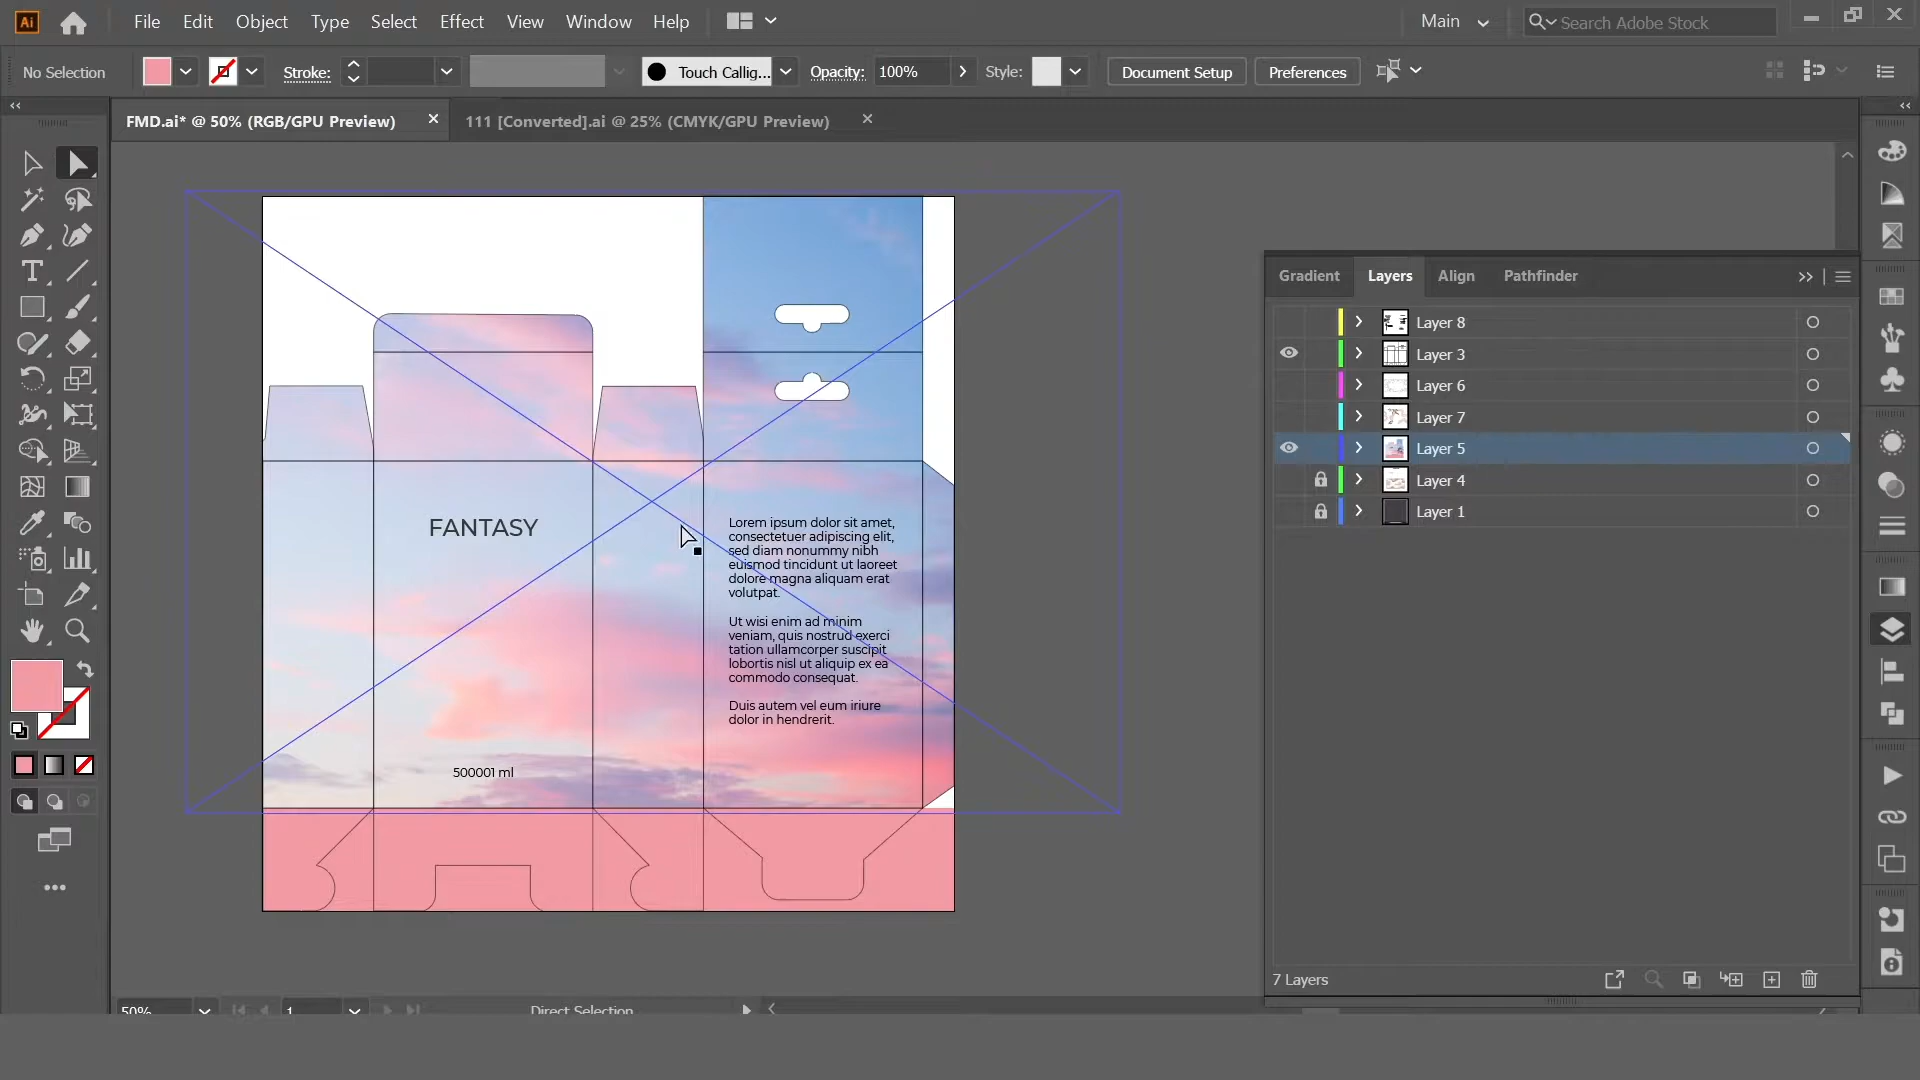 Ai File Edit Object Type Select Effect View Window Help Main Search Adobe Stock
No Selection Stroke: Touch Callig... Opacity: 100% Style: Document Setup Preferences
FMD.ai* @ 50% (RGB/GPU Preview) 111 [Converted].ai @ 25% (CMYK/GPU Preview)
Gradient Layers Align Pathfinder
Layer 8
Layer 3
Layer 6
Layer 7
Layer 5
Layer 4
Layer 1
FANTASY
500001 ml
Lorem ipsum dolor sit amet,
consectetuer adipiscing elit,
sed diam nonummy nibh
euismod tincidunt ut laoreet
dolore magna aliquam erat
volutpat.
Ut wisi enim ad minim
veniam, quis nostrud exerci
tation ullamcorper suscipit
lobortis nisl ut aliquip ex ea
commodo consequat.
Duis autem vel eum iriure
dolor in hendrerit.
7 Layers
50% 1 Direct Selection